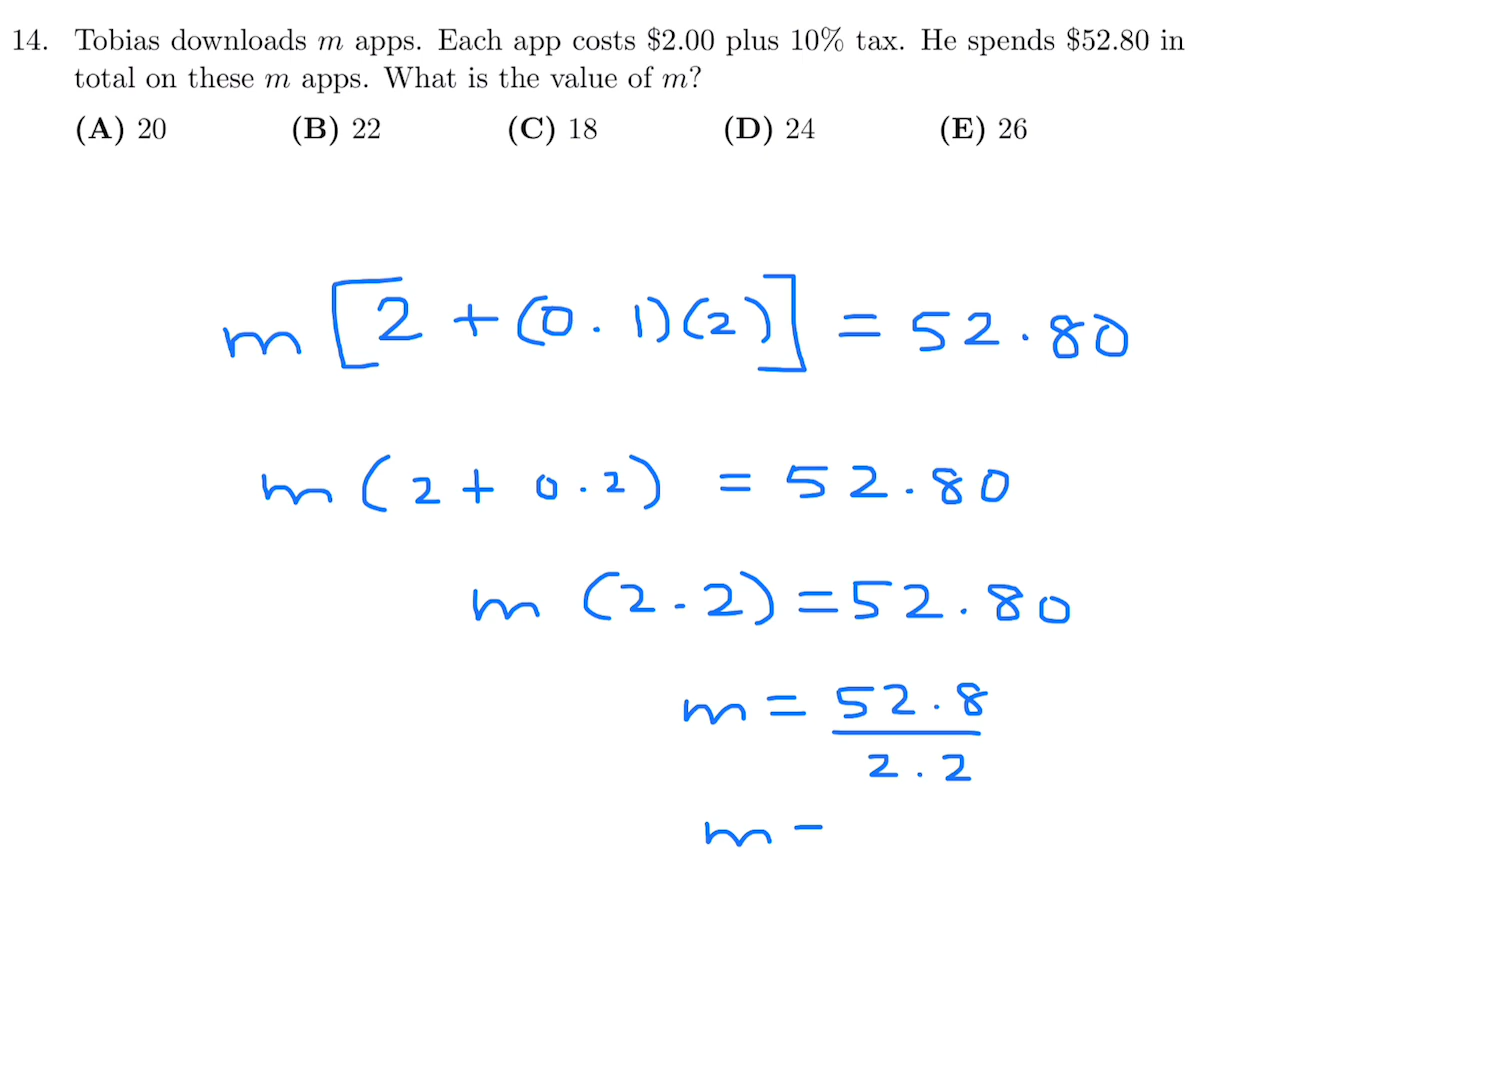 14. Tobias downloads m apps. Each app costs $2.00 plus 10% tax. He spends $52.80 in
total on these m apps. What is the value of m?
(A) 20 (B) 22 (C) 18 (D) 24 (E) 26
m [2 + (0.1)(2)] = 52.80
m (2 + 0.2) = 52.80
m (2.2) = 52.80
m = 52.8
2.2
m -